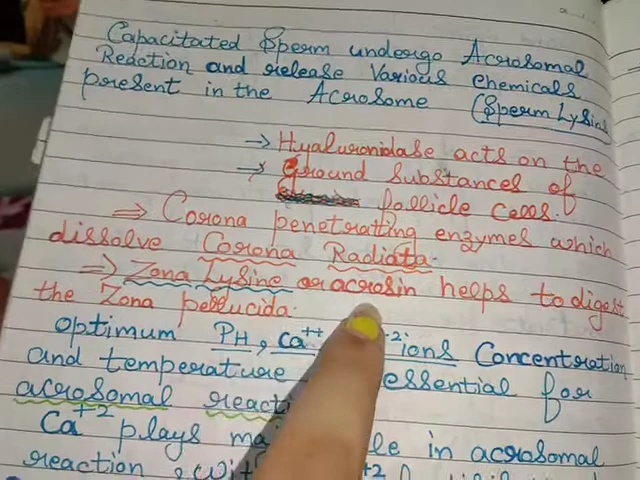 Capacitated Sperm undergo Acrosomal
Reaction and release Various chemicals
present in the Acrosome (Sperm Lysins
→ Hyaluronidase acts on the
→ Ground substances of
follicle cells.
⇒ Corona penetrating enzymes which
dissolve Corona Radiata.
⇒ Zona Lysine or acrosin helps to digest
the Zona pellucida.
Optimum PH, Ca++ -2 ions Concentration
and temperature essential for
acrosomal reacti
Ca+2 plays ma le in acrosomal
reaction